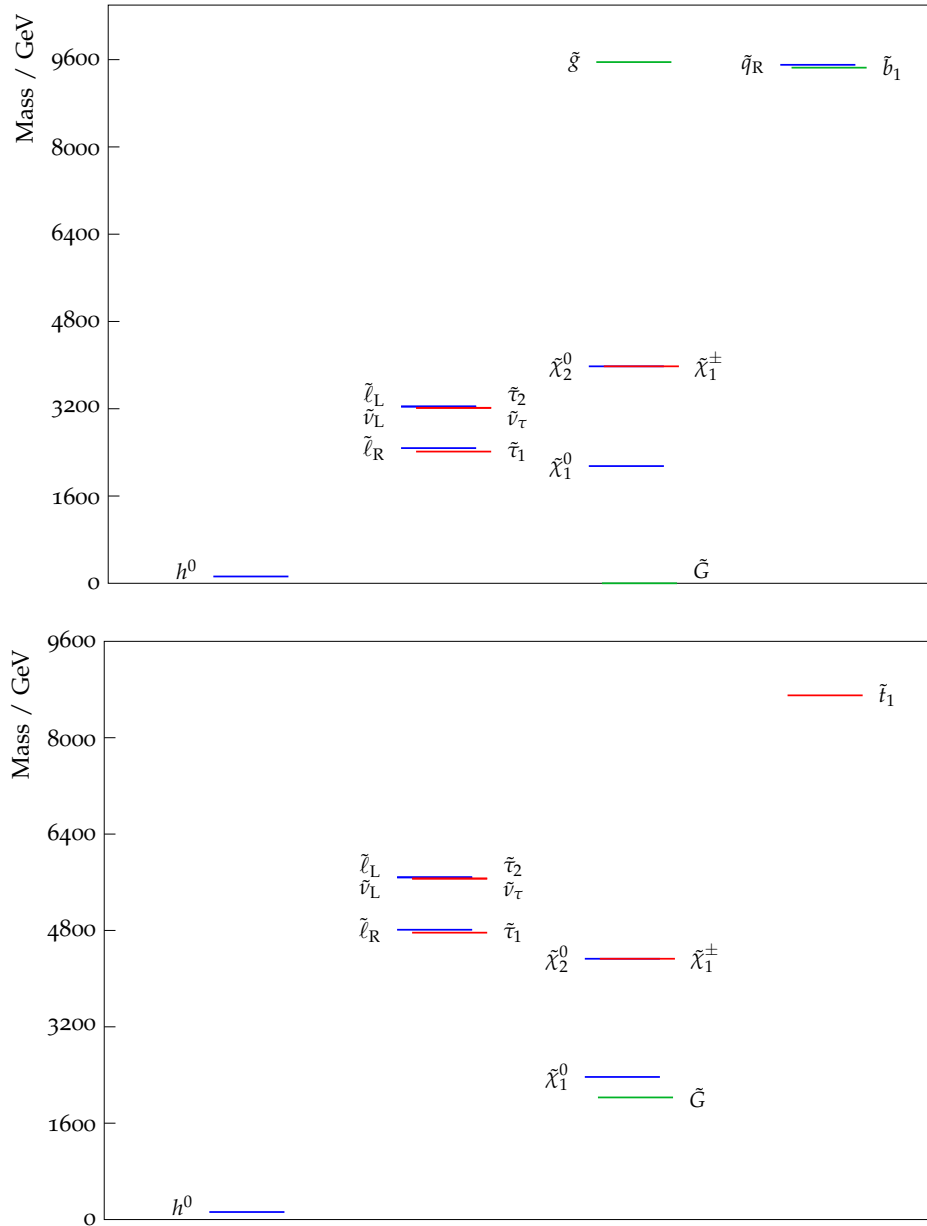 Mass / GeV
9600
8000
6400
4800
3200
1600
0
g̃
q̃R
b̃1
χ̃⁰₂
χ̃±₁
ℓ̃L
ν̃L
τ̃2
ν̃τ
ℓ̃R
τ̃1
χ̃⁰₁
h⁰
G̃
Mass / GeV
9600
8000
6400
4800
3200
1600
0
t̃1
ℓ̃L
ν̃L
τ̃2
ν̃τ
ℓ̃R
τ̃1
χ̃⁰₂
χ̃±₁
χ̃⁰₁
G̃
h⁰